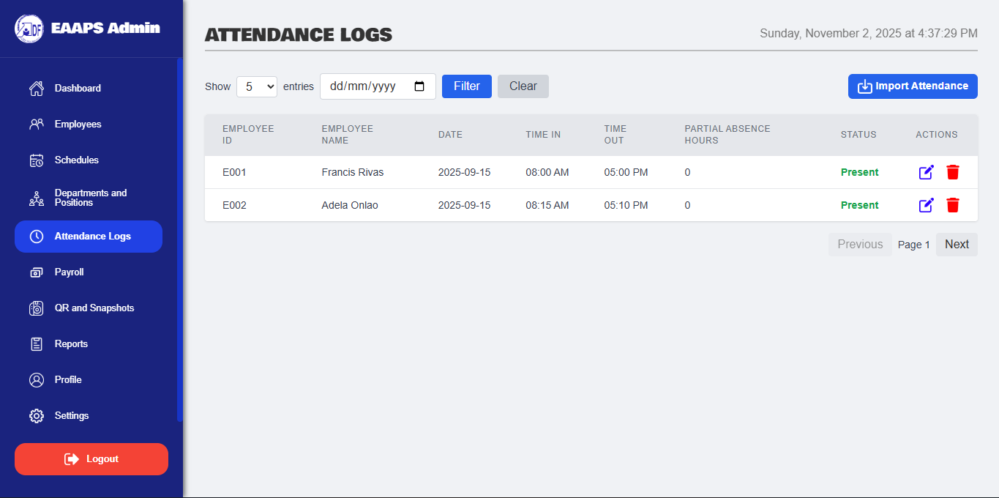 EAAPS Admin
Dashboard
Employees
Schedules
Departments and
Positions
Attendance Logs
Payroll
QR and Snapshots
Reports
Profile
Settings
Logout
ATTENDANCE LOGS
Sunday, November 2, 2025 at 4:37:29 PM
Show 5 entries dd/mm/yyyy Filter Clear Import Attendance
EMPLOYEE ID EMPLOYEE NAME DATE TIME IN TIME OUT PARTIAL ABSENCE HOURS STATUS ACTIONS
E001 Francis Rivas 2025-09-15 08:00 AM 05:00 PM 0 Present
E002 Adela Onlao 2025-09-15 08:15 AM 05:10 PM 0 Present
Previous Page 1 Next